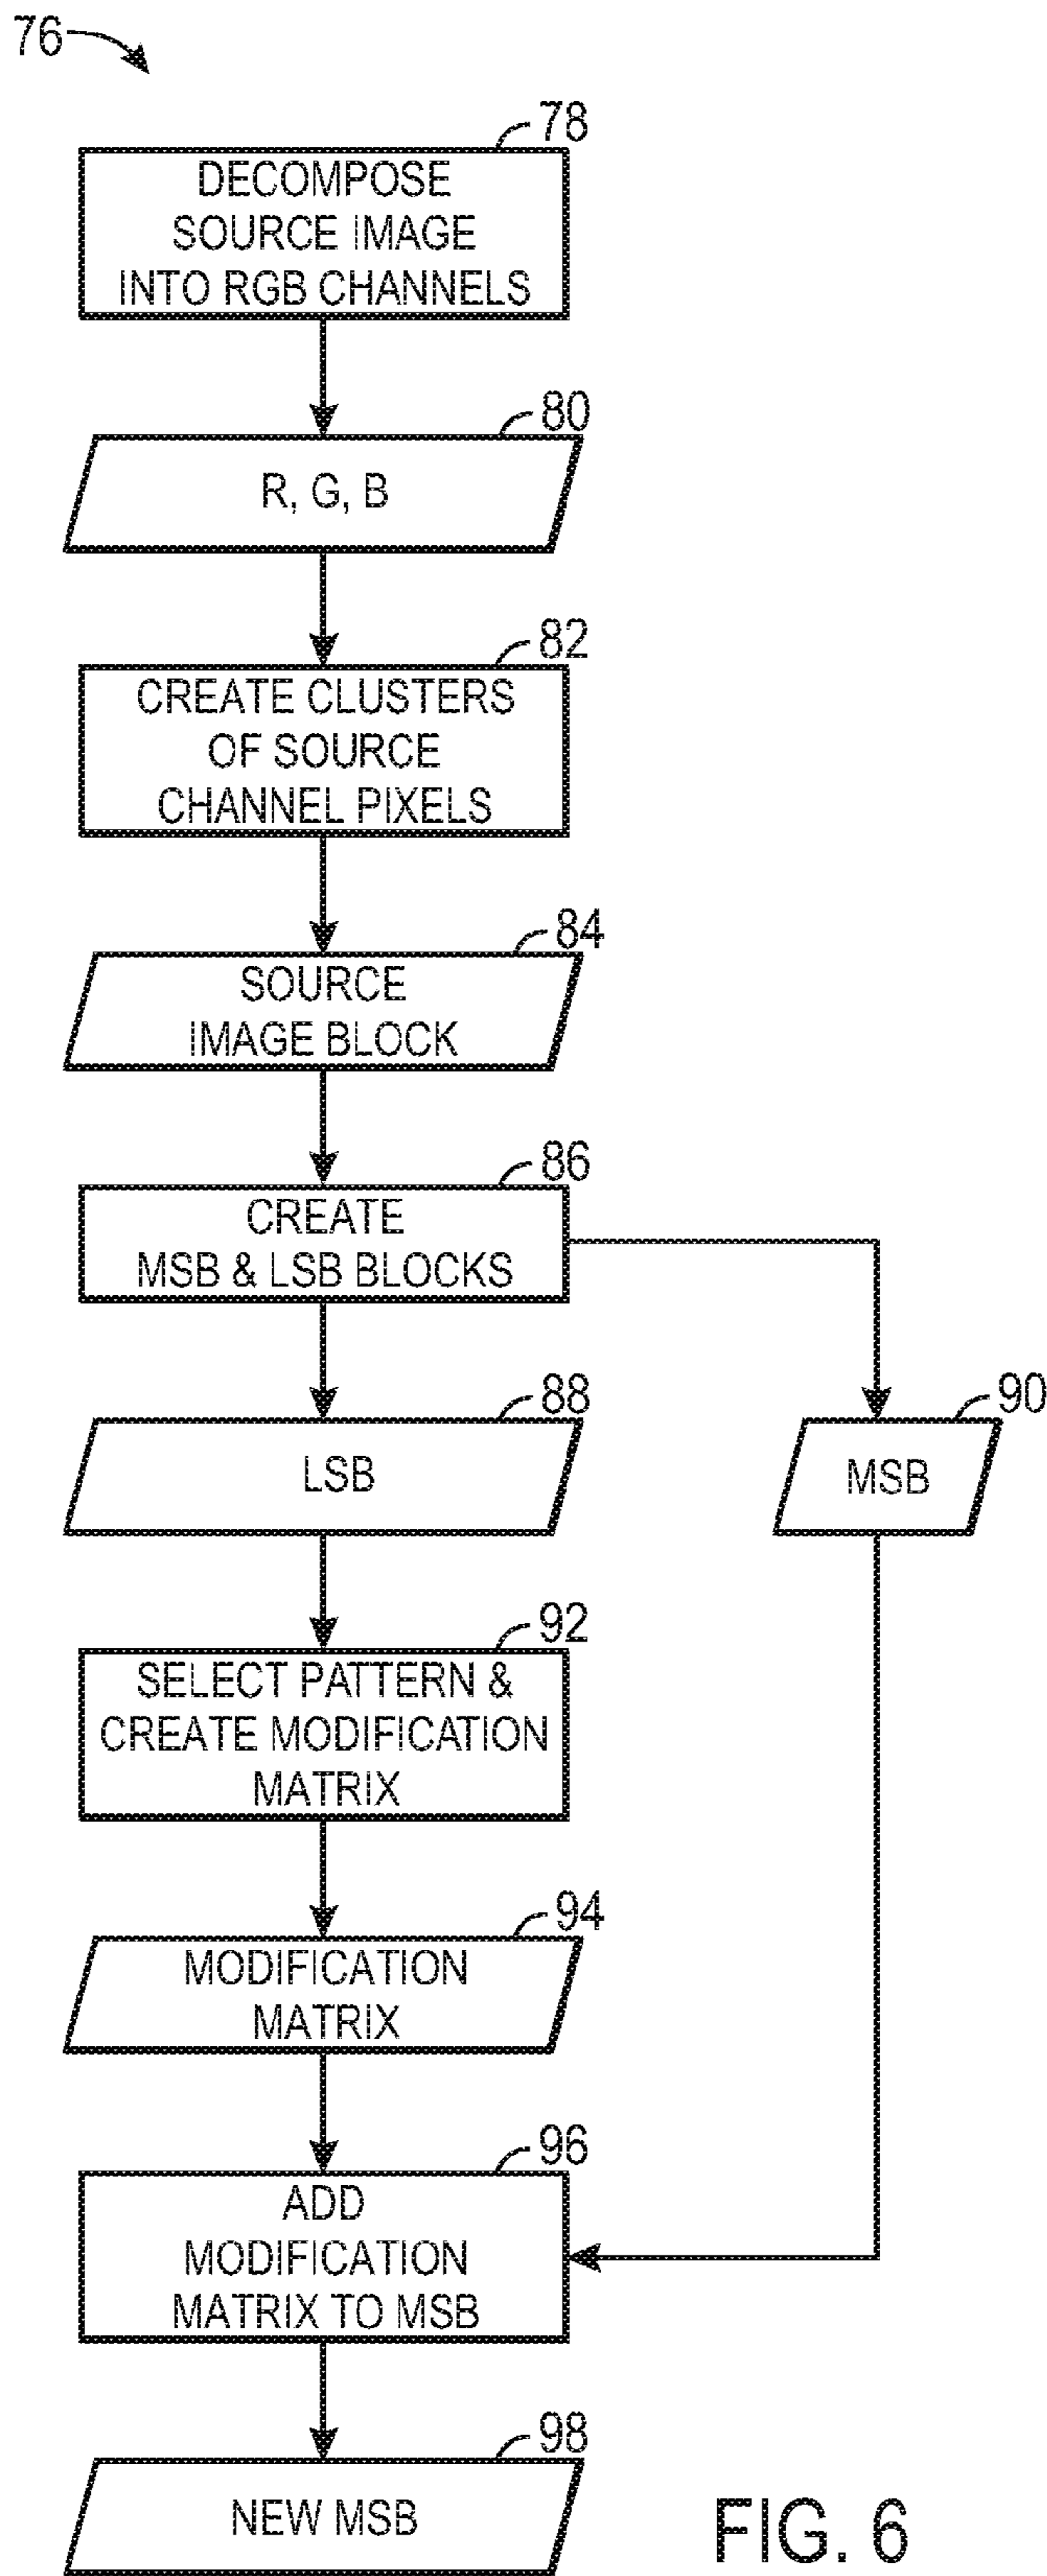 76
78
DECOMPOSE
SOURCE IMAGE
INTO RGB CHANNELS
80
R, G, B
82
CREATE CLUSTERS
OF SOURCE
CHANNEL PIXELS
84
SOURCE
IMAGE BLOCK
86
CREATE
MSB & LSB BLOCKS
88
LSB
90
MSB
92
SELECT PATTERN &
CREATE MODIFICATION
MATRIX
94
MODIFICATION
MATRIX
96
ADD
MODIFICATION
MATRIX TO MSB
98
NEW MSB
FIG. 6